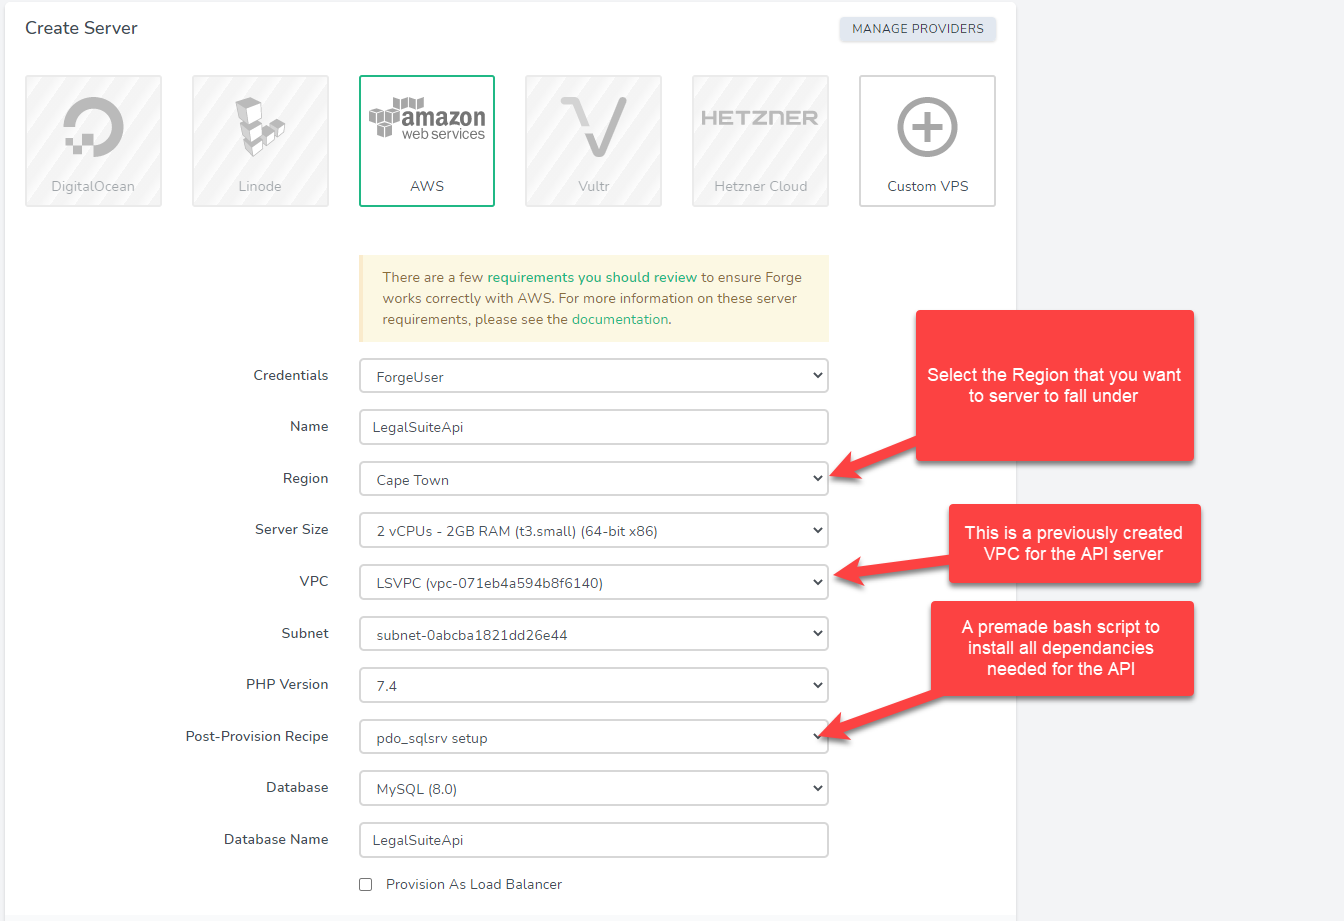 Create Server
MANAGE PROVIDERS
DigitalOcean
Linode
amazon
web services
AWS
Vultr
HETZNER
Hetzner Cloud
Custom VPS
There are a few requirements you should review to ensure Forge
works correctly with AWS. For more information on these server
requirements, please see the documentation.
Credentials
ForgeUser
Name
LegalSuiteApi
Region
Cape Town
Select the Region that you want
to server to fall under
Server Size
2 vCPUs - 2GB RAM (t3.small) (64-bit x86)
VPC
LSVPC (vpc-071eb4a594b8f6140)
This is a previously created
VPC for the API server
Subnet
subnet-0abcba1821dd26e44
PHP Version
7.4
A premade bash script to
install all dependancies
needed for the API
Post-Provision Recipe
pdo_sqlsrv setup
Database
MySQL (8.0)
Database Name
LegalSuiteApi
Provision As Load Balancer